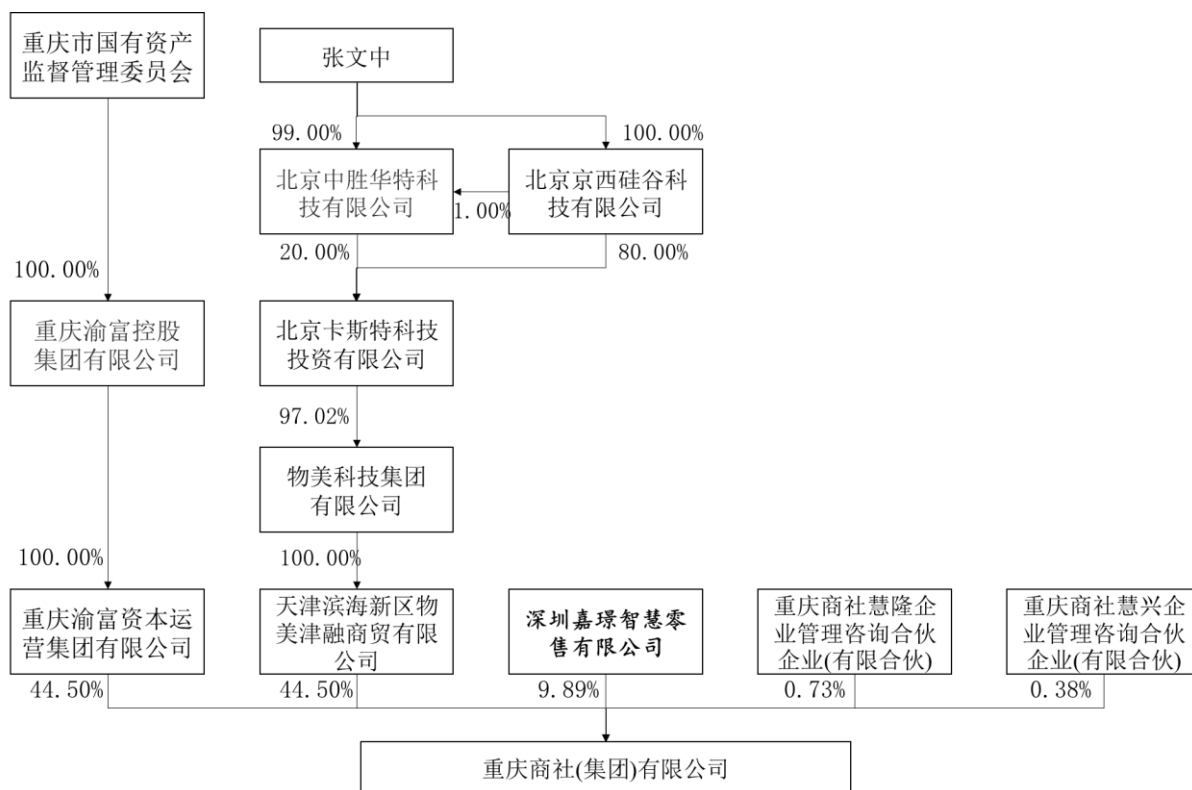 重庆市国有资产
监督管理委员会
张文中
99.00%
100.00%
北京中胜华特科
技有限公司
1.00%
北京京西硅谷科
技有限公司
20.00%
80.00%
100.00%
重庆渝富控股
集团有限公司
北京卡斯特科技
投资有限公司
97.02%
物美科技集团
有限公司
100.00%
100.00%
重庆渝富资本运
营集团有限公司
天津滨海新区物
美津融商贸有限
公司
深圳嘉璟智慧零
售有限公司
重庆商社慧隆企
业管理咨询合伙
企业(有限合伙)
重庆商社慧兴企
业管理咨询合伙
企业(有限合伙)
44.50%
44.50%
9.89%
0.73%
0.38%
重庆商社(集团)有限公司